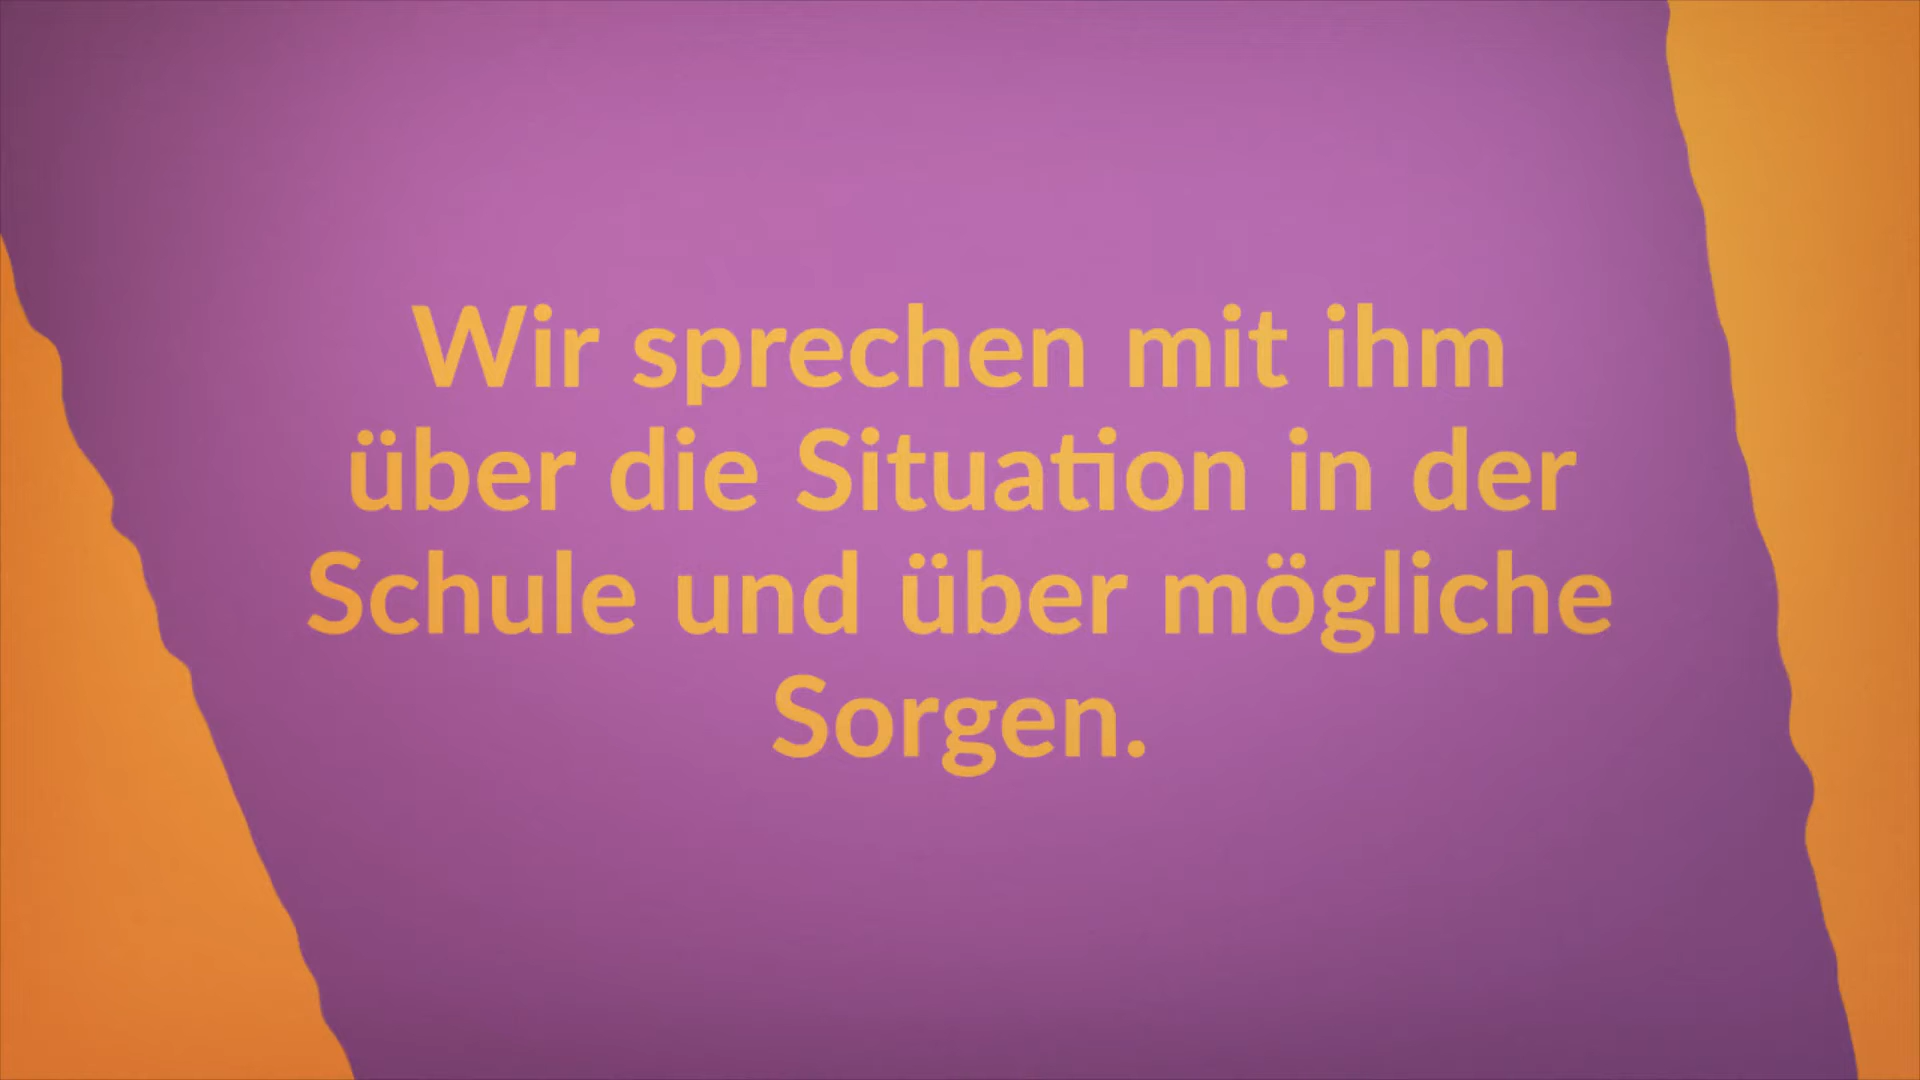 Wir sprechen mit ihm
über die Situation in der
Schule und über mögliche
Sorgen.